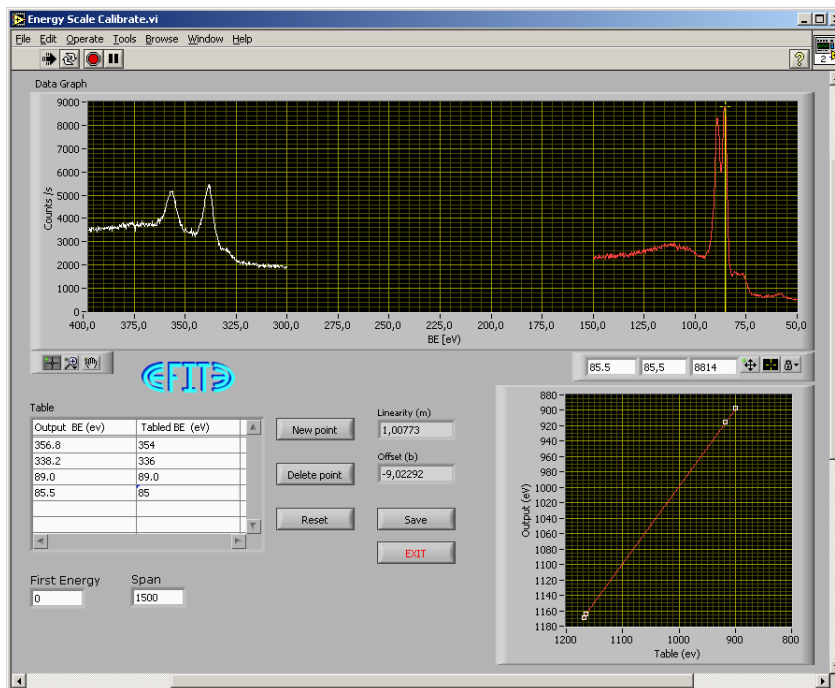 Energy Scale Calibrate.vi
File Edit Operate Tools Browse Window Help
? 2
Data Graph
9000
8000
7000
6000
5000
4000
3000
2000
1000
0
Counts /s
400,0 375,0 350,0 325,0 300,0 275,0 250,0 225,0 200,0 175,0 150,0 125,0 100,0 75,0 50,0
BE [eV]
85.5 85,5 8814
EFIT
Table
Output BE (ev) Tabled BE (eV)
356.8 354
338.2 336
89.0 89.0
85.5 85
New point
Delete point
Reset
Linearity (m)
1,00773
Offset (b)
-9,02292
Save
EXIT
First Energy Span
0 1500
880
900
920
940
960
980
1000
1020
1040
1060
1080
1100
1120
1140
1160
1180
Output (eV)
1200 1100 1000 900 800
Table (ev)